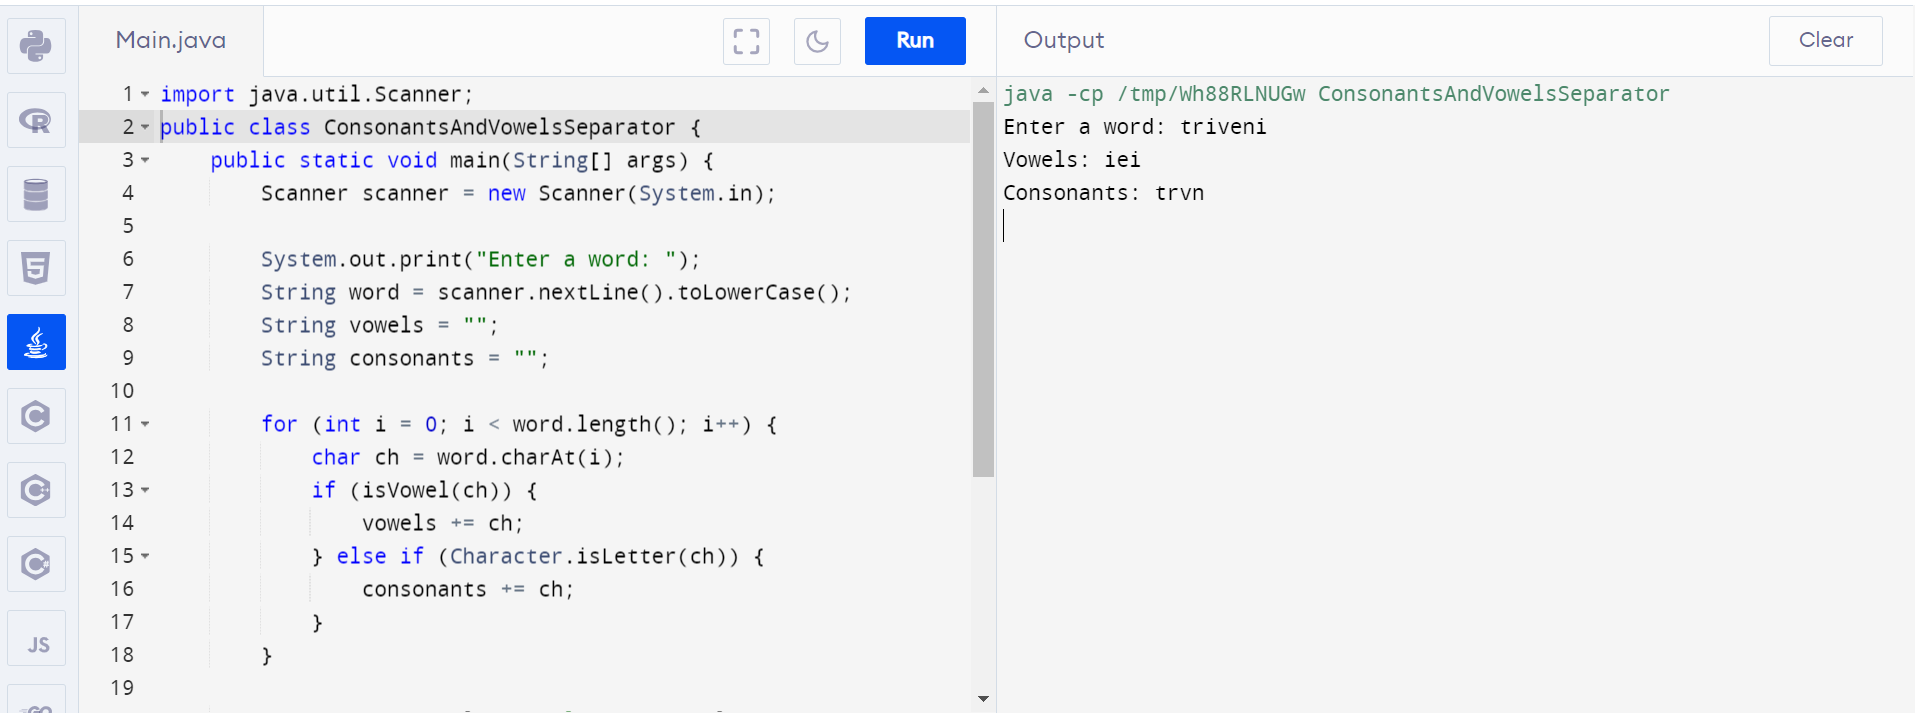 Main.java
Run
Output
Clear
1 import java.util.Scanner;
2 public class ConsonantsAndVowelsSeparator {
3 public static void main(String[] args) {
4 Scanner scanner = new Scanner(System.in);
5
6 System.out.print("Enter a word: ");
7 String word = scanner.nextLine().toLowerCase();
8 String vowels = "";
9 String consonants = "";
10
11 for (int i = 0; i < word.length(); i++) {
12 char ch = word.charAt(i);
13 if (isVowel(ch)) {
14 vowels += ch;
15 } else if (Character.isLetter(ch)) {
16 consonants += ch;
17 }
18 }
19
java -cp /tmp/Wh88RLNUGw ConsonantsAndVowelsSeparator
Enter a word: triveni
Vowels: iei
Consonants: trvn
R
5
C
C++
C#
JS